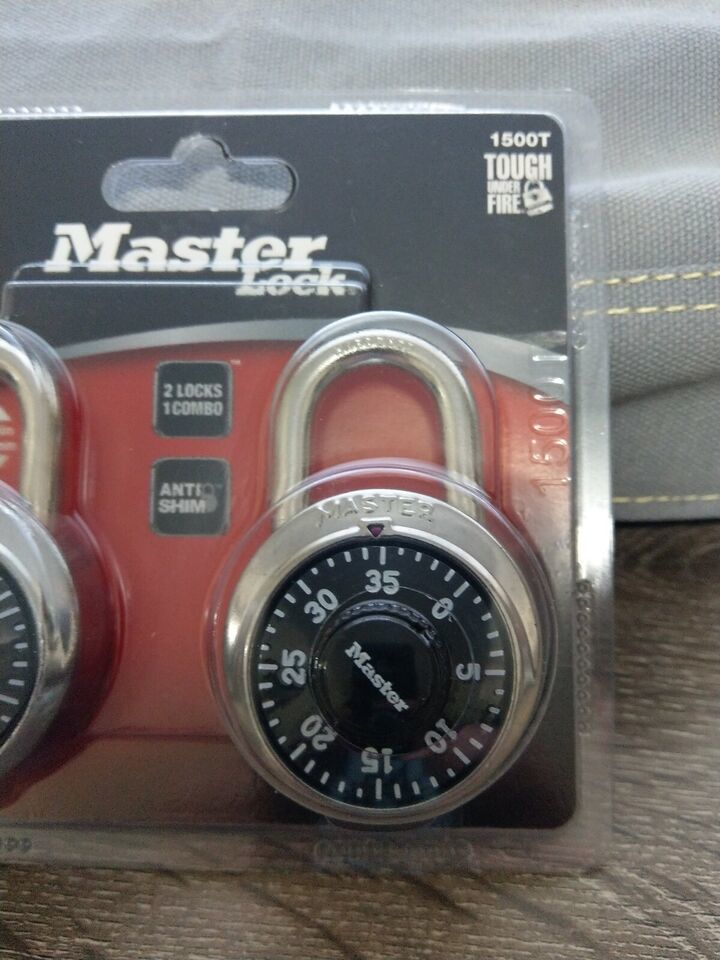 1500T
TOUGH
UNDER
FIRE
Master
Lock
2 LOCKS
1 COMBO
ANTI
SHIM
1500T
MASTER
35
0
30
5
25
Master
10
20
15